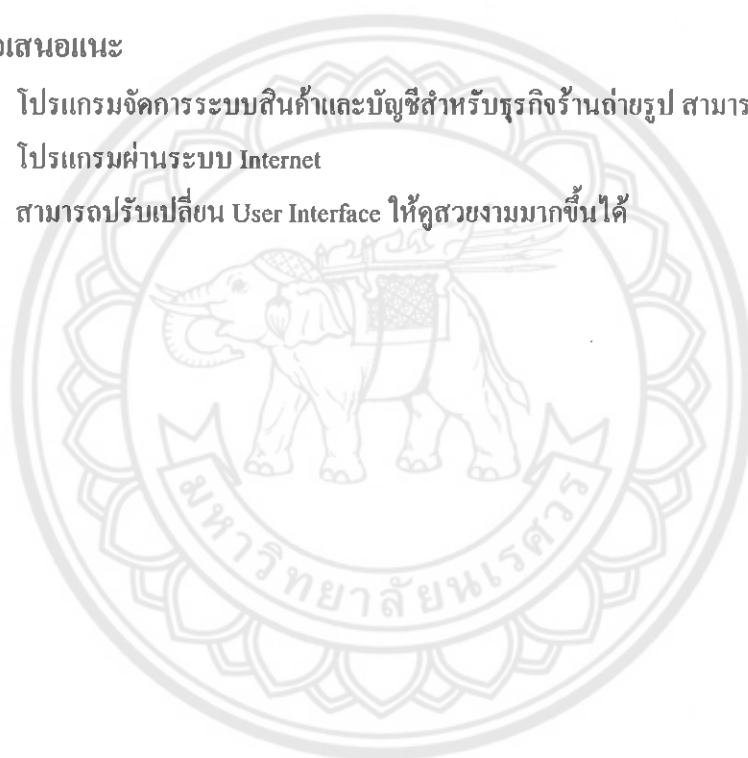 เสนอแนะ
โปรแกรมจัดการระบบสินค้าและบัญชีสำหรับธุรกิจร้านถ่ายรูป
โปรแกรมผ่านระบบ Internet
สามารถปรับเปลี่ยน User Interface ให้ดูสวยงามมากขึ้นได้
มหาวิทยาลัยนเรศวร